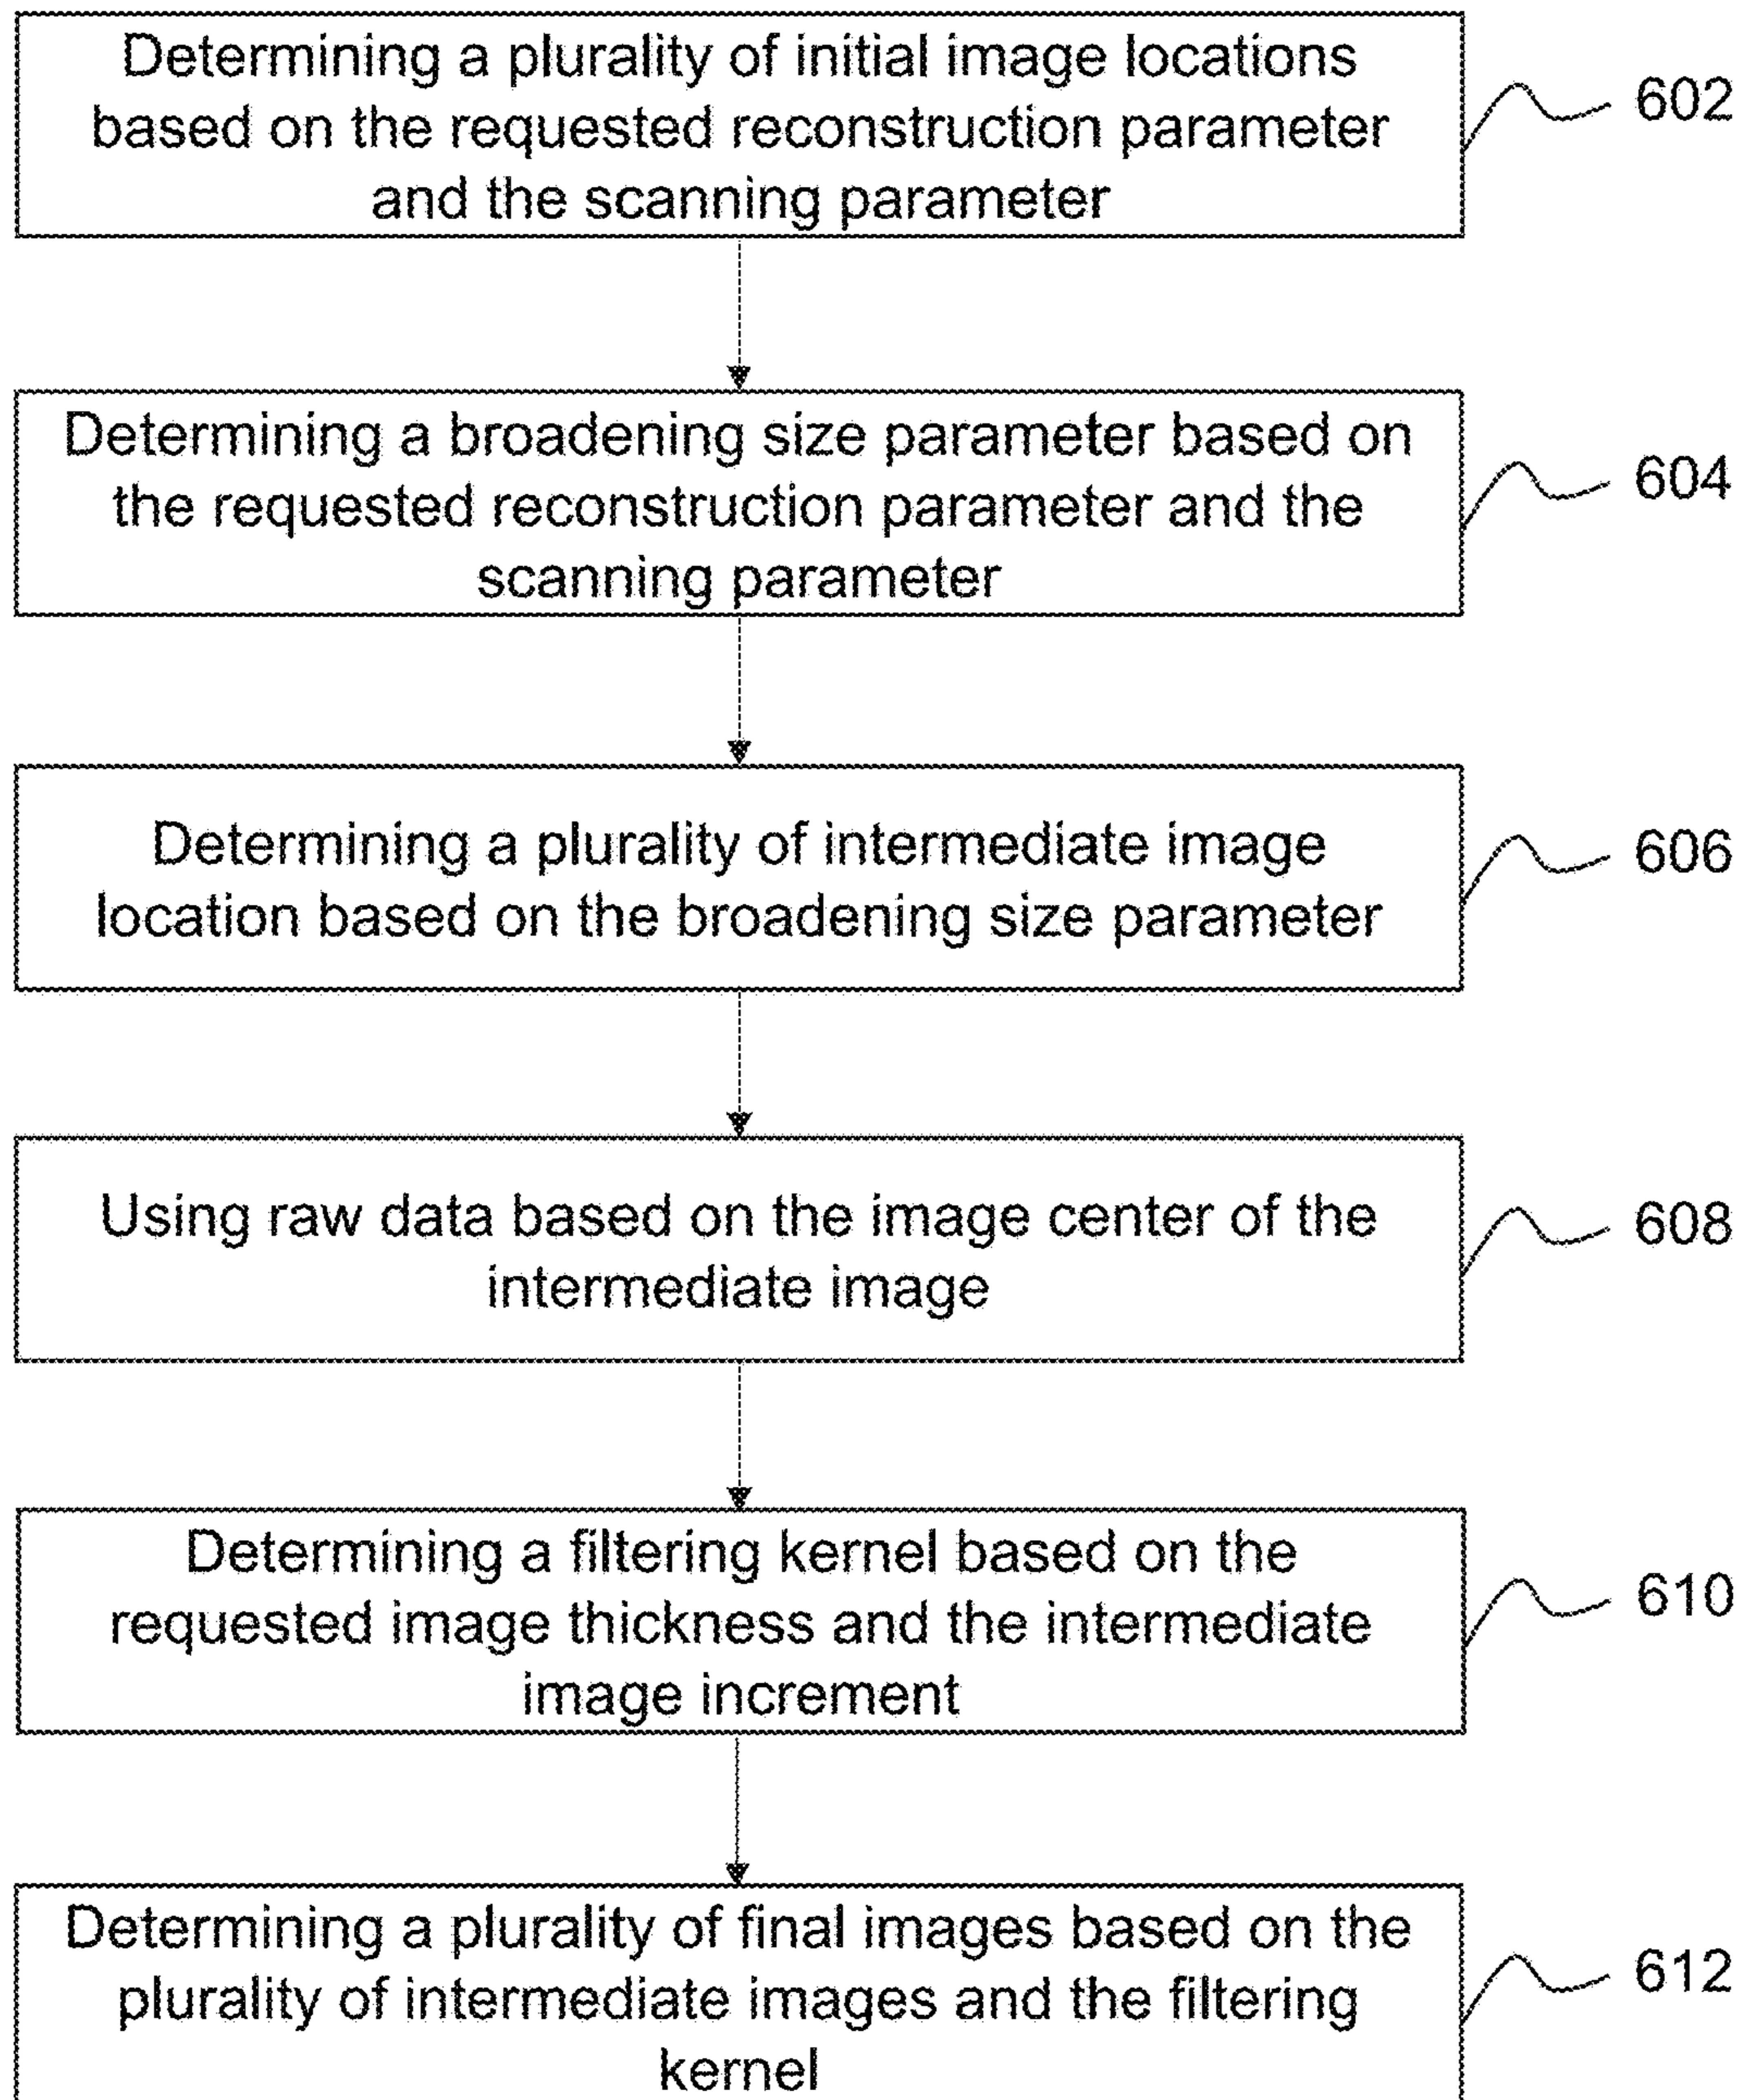 Determining a plurality of initial image locations
based on the requested reconstruction parameter
and the scanning parameter
602
Determining a broadening size parameter based on
the requested reconstruction parameter and the
scanning parameter
604
Determining a plurality of intermediate image
location based on the broadening size parameter
606
Using raw data based on the image center of the
intermediate image
608
Determining a filtering kernel based on the
requested image thickness and the intermediate
image increment
610
Determining a plurality of final images based on the
plurality of intermediate images and the filtering
kernel
612